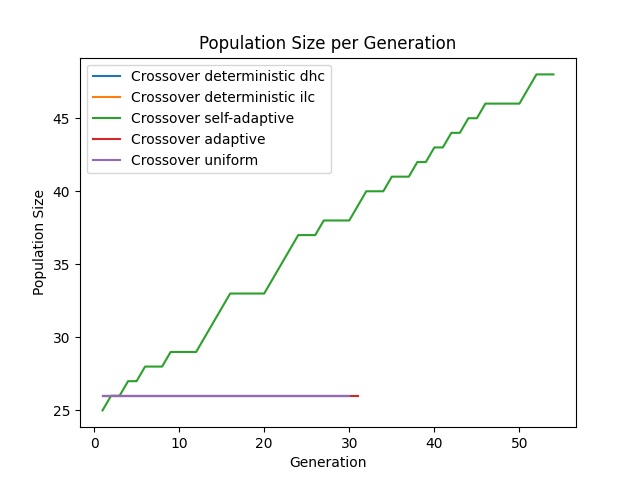 Population Size per Generation
Crossover deterministic dhc
Crossover deterministic ilc
Crossover self-adaptive
Crossover adaptive
Crossover uniform
Population Size
45
40
35
30
25
0 10 20 30 40 50
Generation